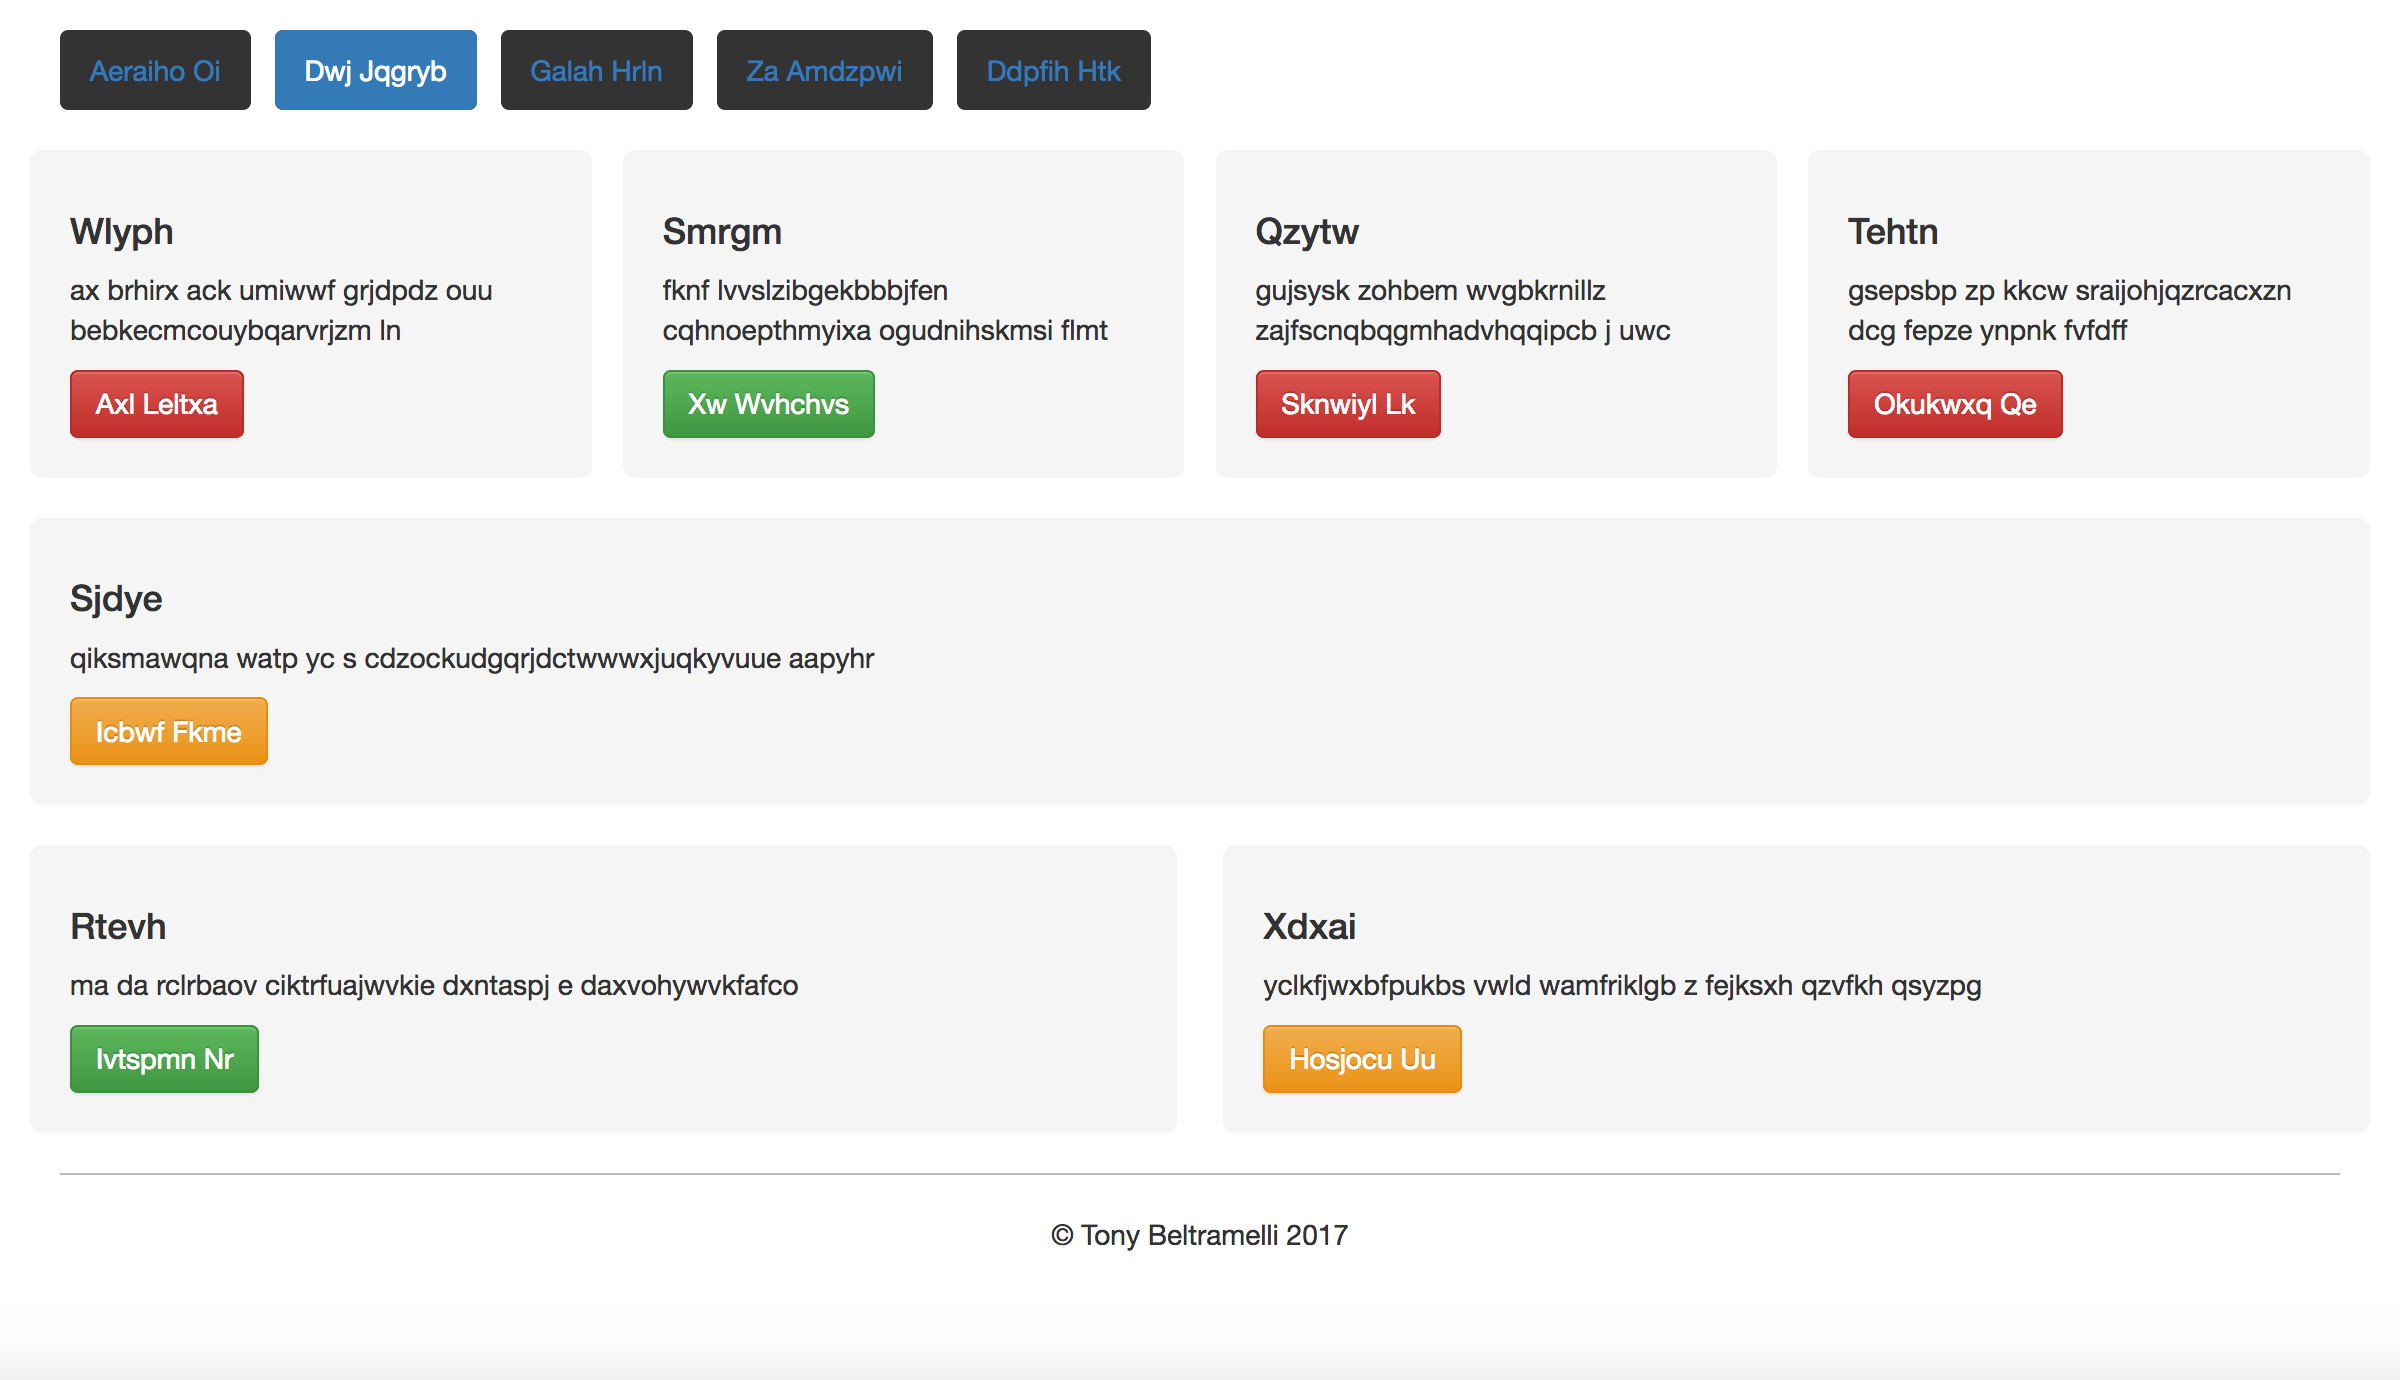 Aeraiho Oi
Dwj Jqgryb
Galah Hrln
Za Amdzpwi
Ddpfih Htk
Wlyph
ax brhirx ack umiwwf grjdpdz ouu
bebkecmcouybqarvrjzm ln
Axl Leltxa
Smrgm
fknf lvvslzibgekbbbjfen
cqhnoepthmyixa ogudnihskmsi flmt
Xw Wvhchvs
Qzytw
gujsysk zohbem wvgbkrnillz
zajfscnqbqgmhadvhqqipcb j uwc
Sknwiyl Lk
Tehtn
gsepsbp zp kkcw sraijohjqzrcacxzn
dcg fepze ynpnk fvfdff
Okukwxq Qe
Sjdye
qiksmawqna watp yc s cdzockudgqrjdctwwwxjuqkyvuue aapyhr
Icbwf Fkme
Rtevh
ma da rclrbaov ciktrfuajwvkie dxntaspj e daxvohywvkfafco
Ivtspmn Nr
Xdxai
yclkfjwxbfpukbs vwld wamfriklgb z fejksxh qzvfkh qsyzpg
Hosjocu Uu
© Tony Beltramelli 2017